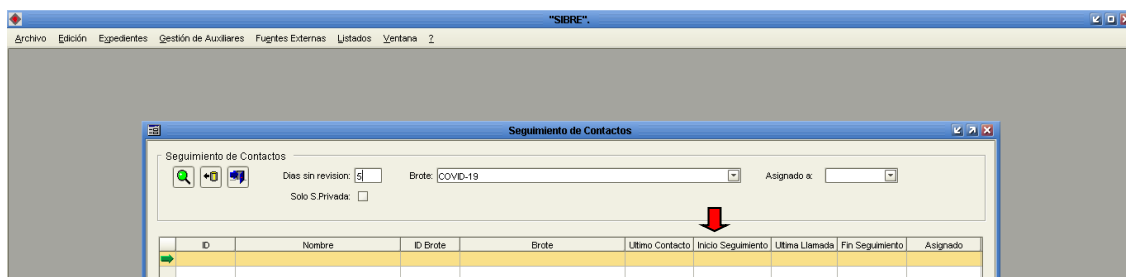 "SIBRE".
Archivo Edición Expedientes Gestión de Auxiliares Fuentes Externas Listados Ventana ?
Seguimiento de Contactos
Seguimiento de Contactos
Dias sin revision: 5 Brote: COVID-19 Asignado a:
Solo S.Privada:
ID Nombre ID Brote Brote Ultimo Contacto Inicio Seguimiento Ultima Llamada Fin Seguimiento Asignado